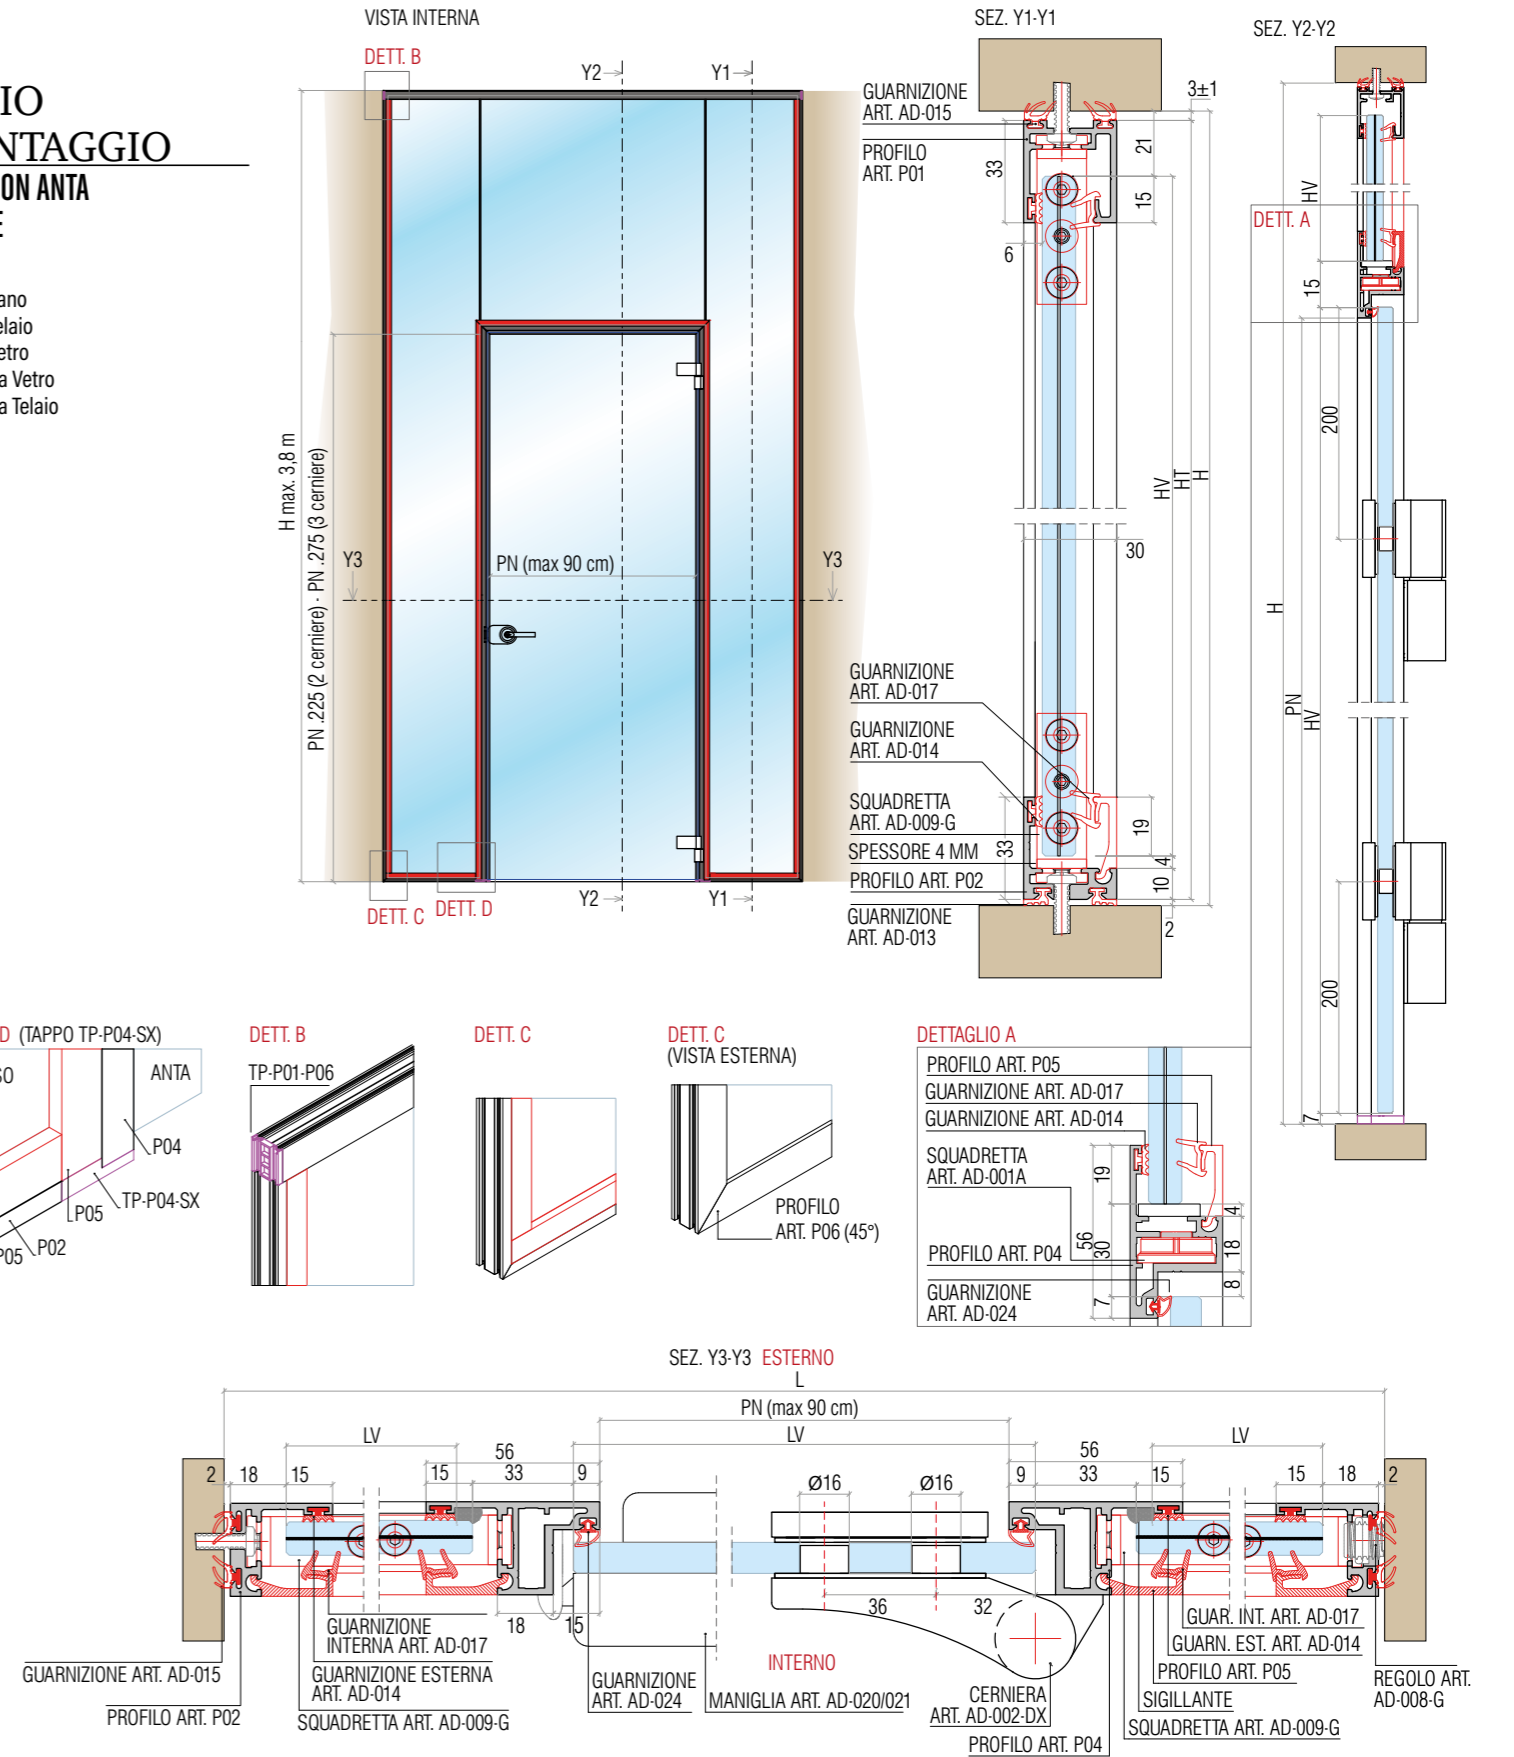 VISTA INTERNA
SEZ. Y1-Y1
SEZ. Y2-Y2
DETT. B
Y2
Y1
IO
NTAGGIO
ON ANTA
E
ano
elaio
etro
a Vetro
a Telaio
H max. 3,8 m
PN .225 (2 cerniere) - PN .275 (3 cerniere)
Y3
PN (max 90 cm)
Y3
DETT. C
DETT. D
Y2
Y1
GUARNIZIONE
ART. AD-015
PROFILO
ART. P01
33
6
3±1
21
15
HV
HT
H
30
GUARNIZIONE
ART. AD-017
GUARNIZIONE
ART. AD-014
SQUADRETTA
ART. AD-009-G
SPESSORE 4 MM
PROFILO ART. P02
GUARNIZIONE
ART. AD-013
33
19
4
10
2
HV
DETT. A
15
200
H
PN
HV
200
7
D (TAPPO TP-P04-SX)
SO
ANTA
P04
TP-P04-SX
P05
P02
P05
DETT. B
TP-P01-P06
DETT. C
DETT. C
(VISTA ESTERNA)
PROFILO
ART. P06 (45°)
DETTAGLIO A
PROFILO ART. P05
GUARNIZIONE ART. AD-017
GUARNIZIONE ART. AD-014
SQUADRETTA
ART. AD-001A
PROFILO ART. P04
GUARNIZIONE
ART. AD-024
19
56
30
7
4
18
8
SEZ. Y3-Y3 ESTERNO
L
PN (max 90 cm)
LV
LV
LV
56
56
2
18
15
15
33
9
Ø16
Ø16
9
33
15
15
18
2
18
15
36
32
GUARNIZIONE
INTERNA ART. AD-017
GUARNIZIONE ART. AD-015
GUARNIZIONE ESTERNA
ART. AD-014
PROFILO ART. P02
SQUADRETTA ART. AD-009-G
GUARNIZIONE
ART. AD-024
INTERNO
MANIGLIA ART. AD-020/021
CERNIERA
ART. AD-002-DX
PROFILO ART. P04
GUAR. INT. ART. AD-017
GUARN. EST. ART. AD-014
PROFILO ART. P05
SIGILLANTE
SQUADRETTA ART. AD-009-G
REGOLO ART.
AD-008-G